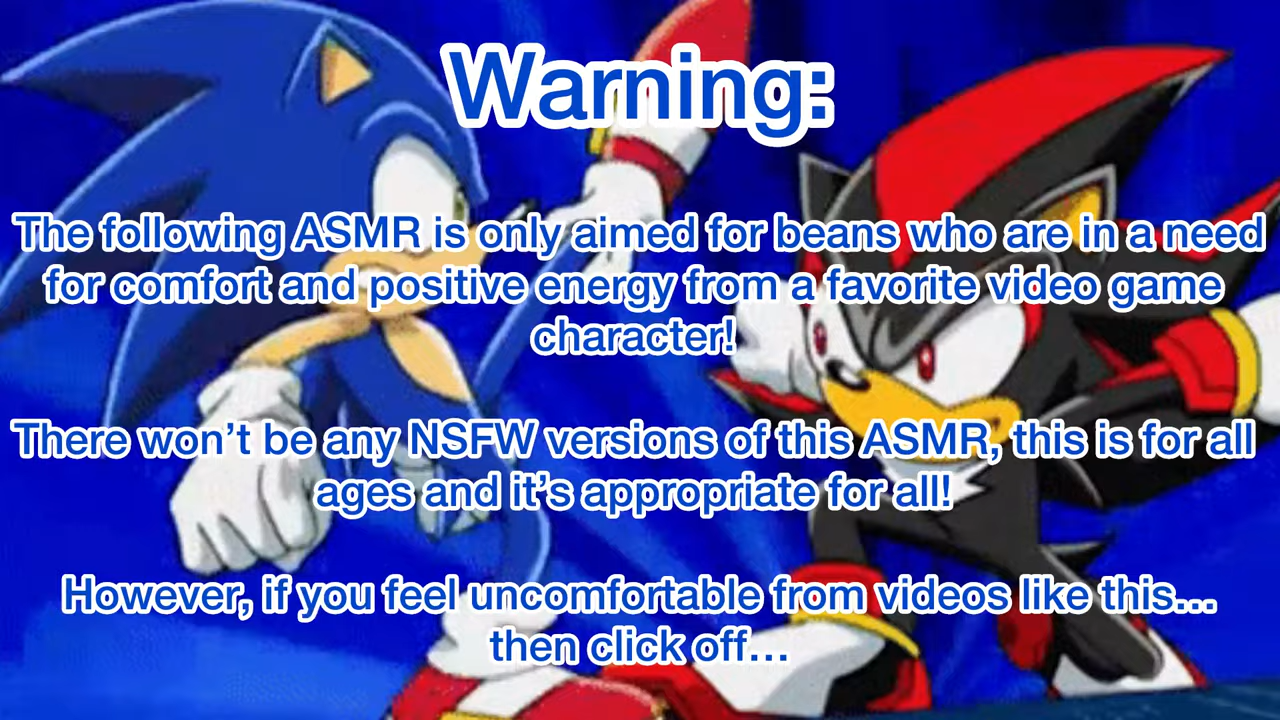 Warning:
The following ASMR is only aimed for beans who are in a need
for comfort and positive energy from a favorite video game
character!
There won't be any NSFW versions of this ASMR, this is for all
ages and it's appropriate for all!
However, if you feel uncomfortable from videos like this...
then click off...